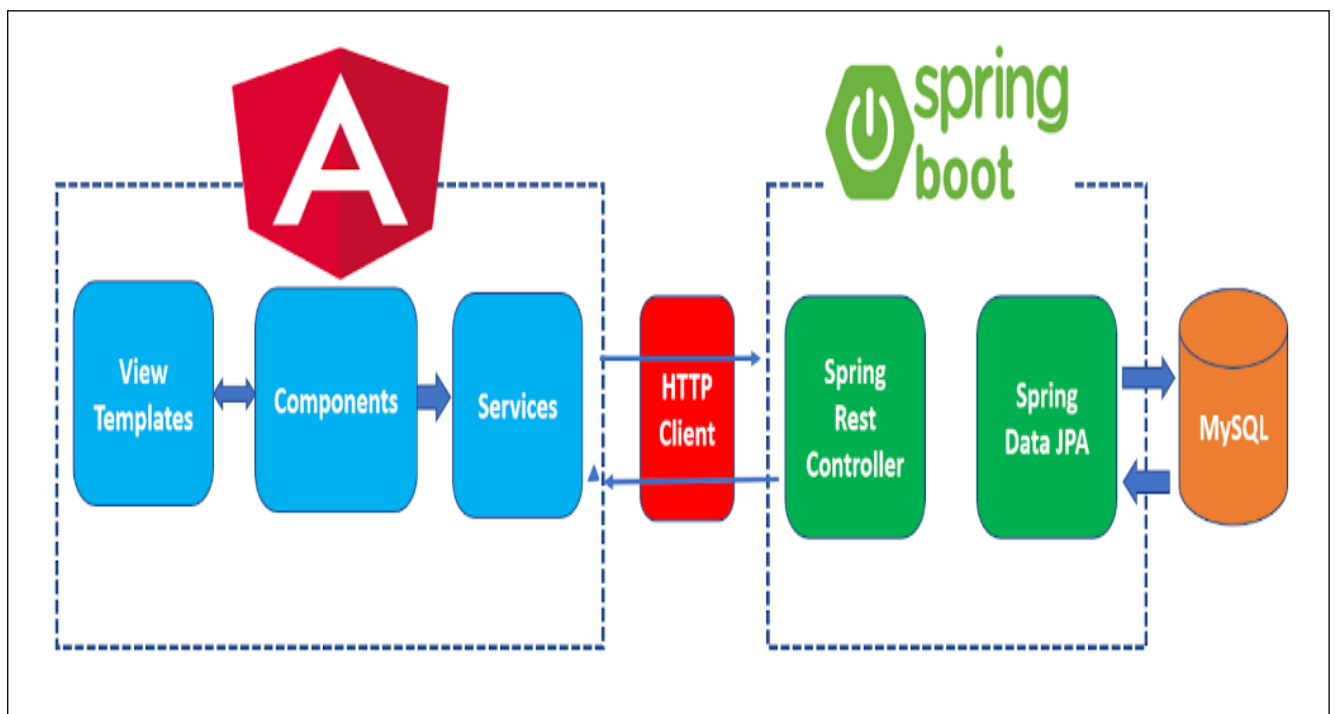 spring
boot
View
Templates
Components
Services
HTTP
Client
Spring
Rest
Controller
Spring
Data JPA
MySQL